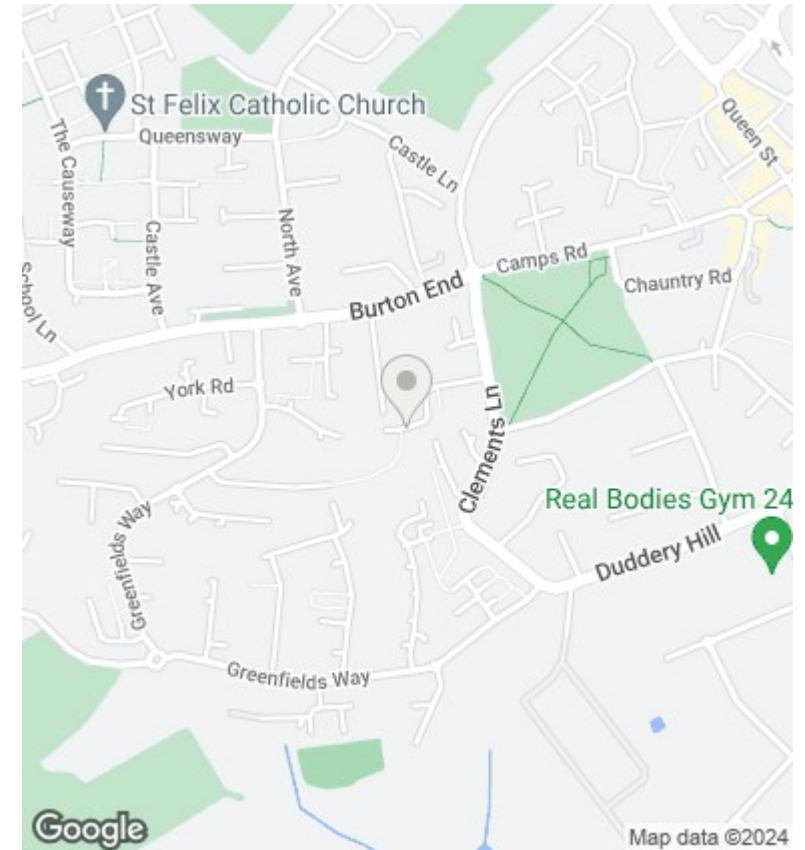 St Felix Catholic Church
Queensway
Queen St
The Causeway
Castle Ln
North Ave
Castle Ave
Camps Rd
School Ln
Burton End
Chauntry Rd
York Rd
Clements Ln
Real Bodies Gym 24
Greenfields Way
Duddery Hill
Greenfields Way
Google
Map data ©2024